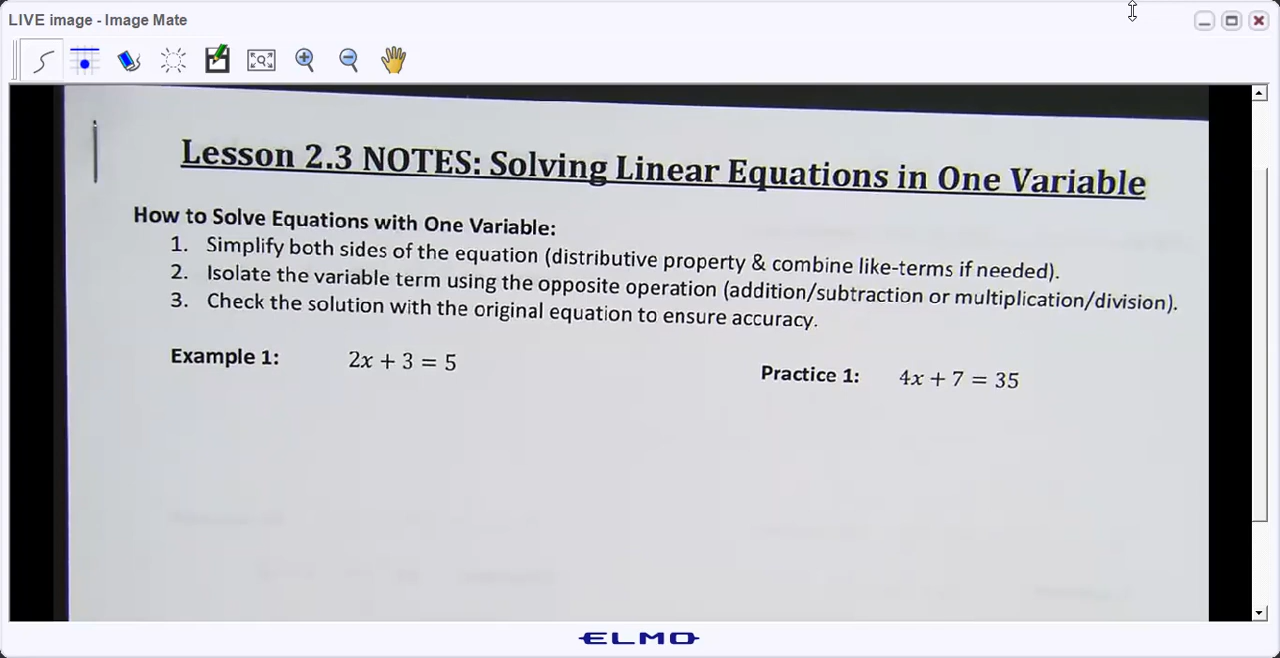 LIVE image - Image Mate
Lesson 2.3 NOTES: Solving Linear Equations in One Variable
How to Solve Equations with One Variable:
1. Simplify both sides of the equation (distributive property & combine like-terms if needed).
2. Isolate the variable term using the opposite operation (addition/subtraction or multiplication/division).
3. Check the solution with the original equation to ensure accuracy.
Example 1: 2x + 3 = 5
Practice 1: 4x + 7 = 35
ELMO